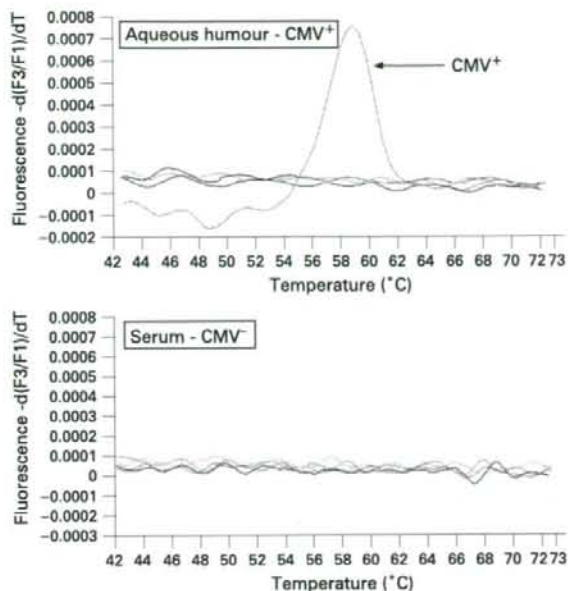 0.0008
0.0007
0.0006
0.0005
0.0004
0.0003
0.0002
0.0001
0
−0.0001
−0.0002
Fluorescence -d(F3/F1)/dT
Aqueous humour - CMV⁺
CMV⁺
42 44 46 48 50 52 54 56 58 60 62 64 66 68 70 72 73
Temperature (˚C)
0.0008
0.0007
0.0006
0.0005
0.0004
0.0003
0.0002
0.0001
0
−0.0001
−0.0002
−0.0003
Fluorescence -d(F3/F1)/dT
Serum - CMV⁻
42 44 46 48 50 52 54 56 58 60 62 64 66 68 70 72 73
Temperature (˚C)